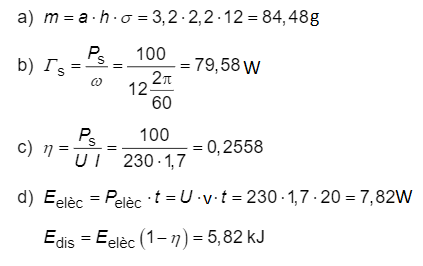 a) m = a · h · σ = 3,2 · 2,2 · 12 = 84,48g
b) Γs = Ps / ω = 100 / (12 2π/60) = 79,58 W
c) η = Ps / (U I) = 100 / (230 · 1,7) = 0,2558
d) Eelèc = Pelèc · t = U · v · t = 230 · 1,7 · 20 = 7,82W
Edis = Eelèc (1 − η) = 5,82 kJ